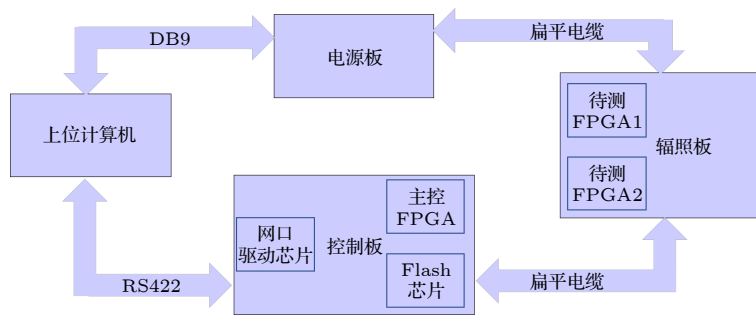 DB9
电源板
扁平电缆
上位计算机
待测
FPGA1
辐照板
待测
FPGA2
主控
FPGA
网口
驱动芯片
控制板
Flash
芯片
RS422
扁平电缆